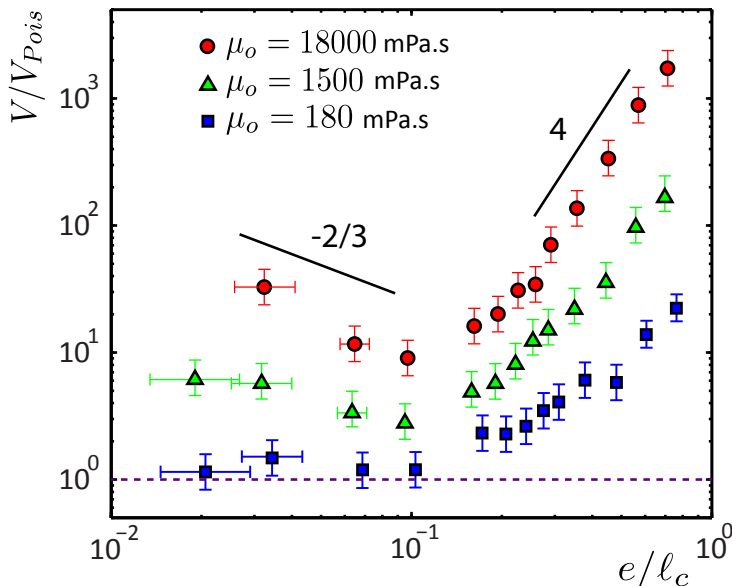 V/V_{Pois}
μ_o = 18000 mPa.s
μ_o = 1500 mPa.s
μ_o = 180 mPa.s
4
-2/3
10^3
10^2
10^1
10^0
10^{-2}
10^{-1}
10^0
e/ℓ_c